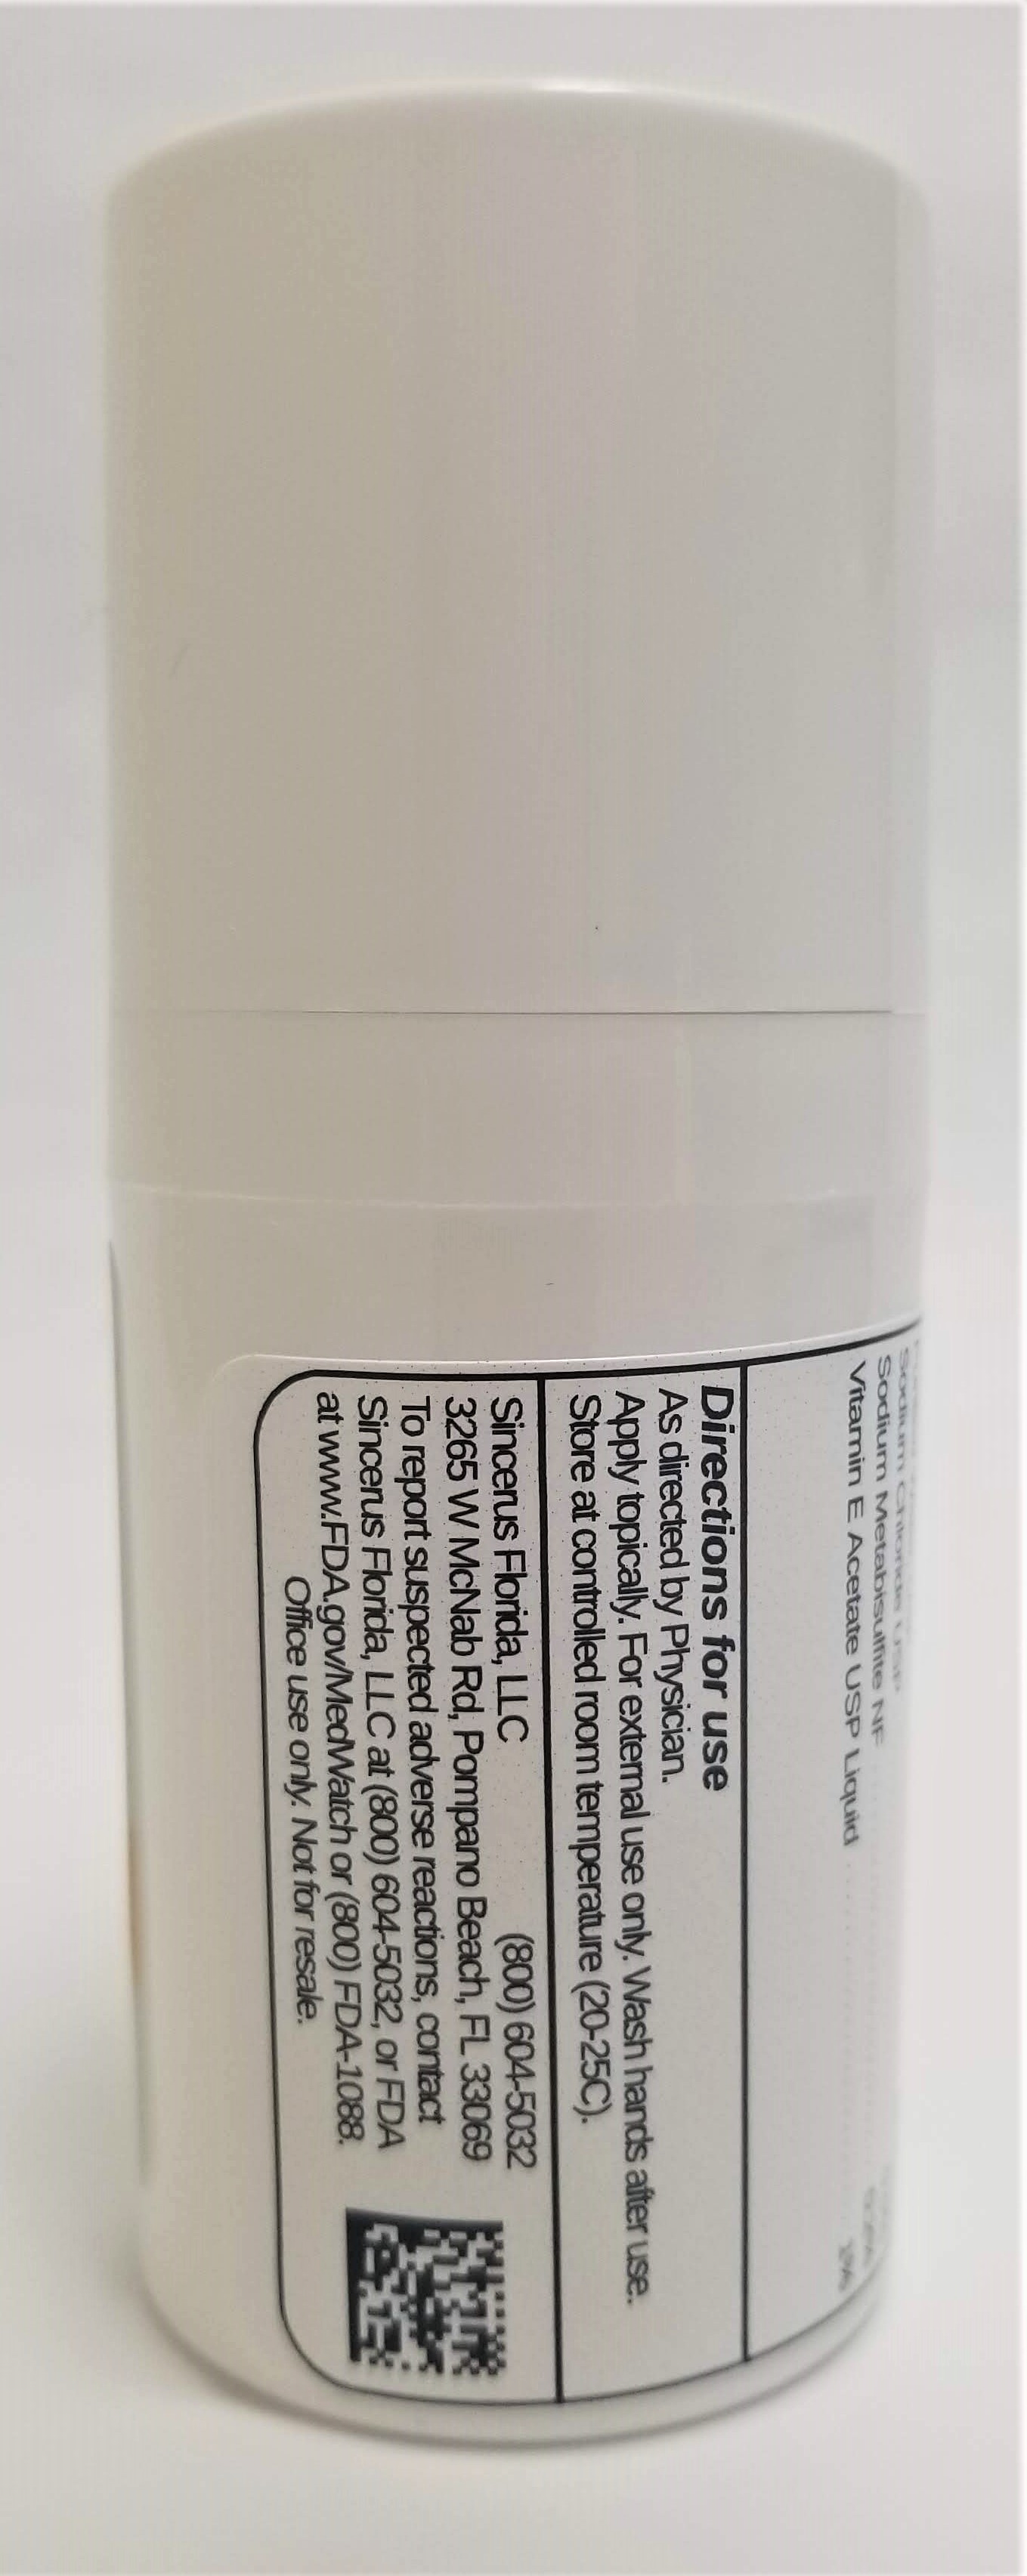 Sodium Chloride USP
Sodium Metabisulfite NF
Vitamin E Acetate USP Liquid
Directions for use
As directed by Physician.
Apply topically. For external use only. Wash hands after use.
Store at controlled room temperature (20-25C).
Sincerus Florida, LLC (800) 604-5032
3265 W McNab Rd, Pompano Beach, FL 33069
To report suspected adverse reactions, contact
Sincerus Florida, LLC at (800) 604-5032, or FDA
at www.FDA.gov/MedWatch or (800) FDA-1088.
Office use only. Not for resale.